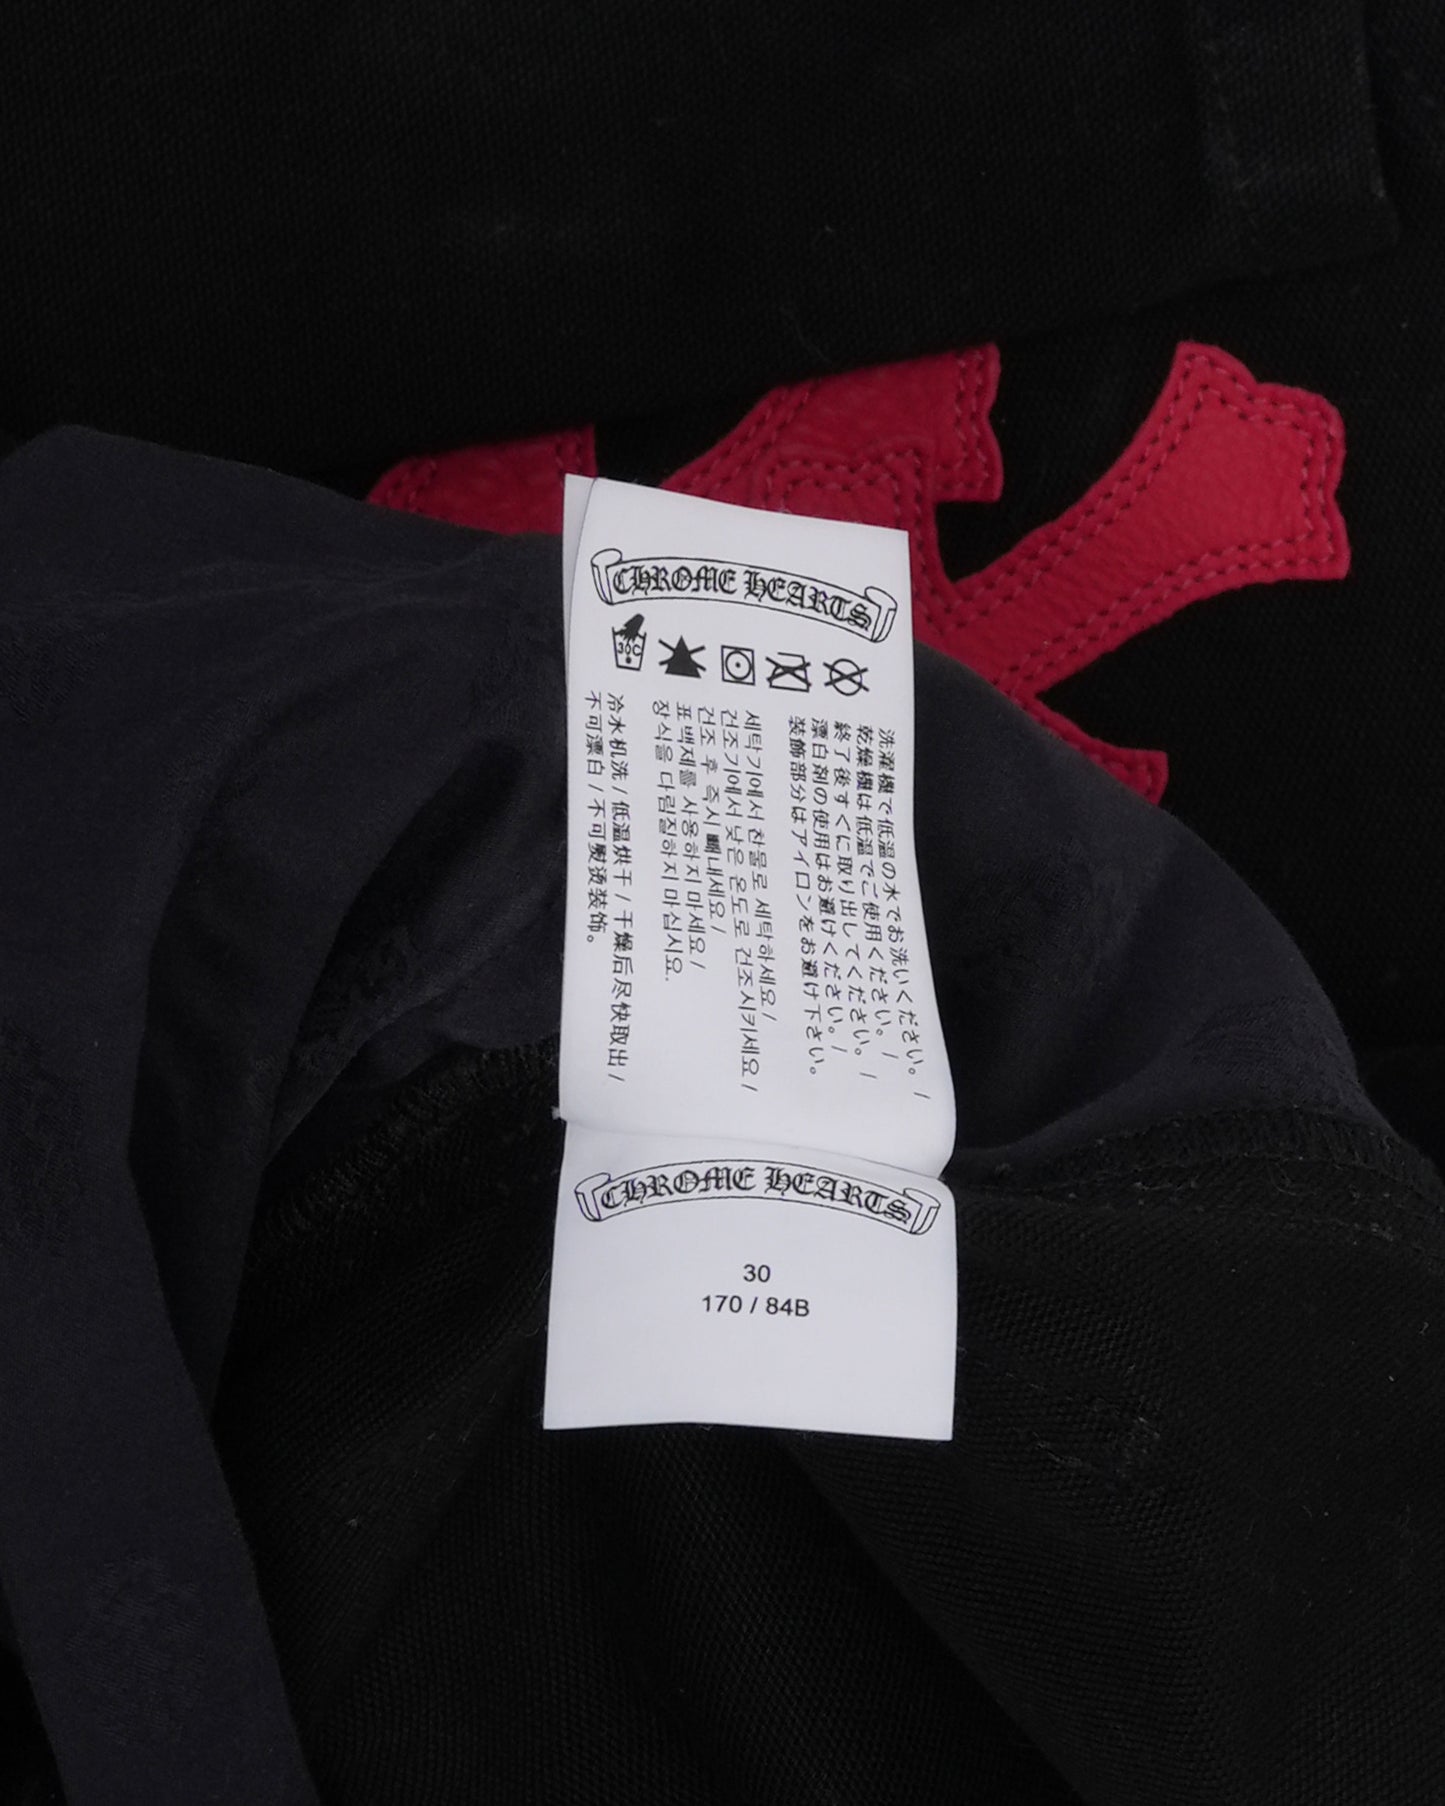 CHROME HEARTS
30C
洗濯機で低温の水でお洗いください。/
乾燥機は低温でご使用ください。/
終了後すぐに取り出してください。/
漂白剤の使用はお避けください。/
装飾部分はアイロンをお避け下さい。
세탁기에서 찬물로 세탁하세요/
건조기에서 낮은 온도로 건조시키세요/
건조 후 즉시 빼내세요/
표백제를 사용하지 마세요/
장식을 다림질하지 마십시요.
冷水机洗/低温烘干/干燥后尽快取出/
不可漂白/不可熨烫装饰。
CHROME HEARTS
30
170 / 84B